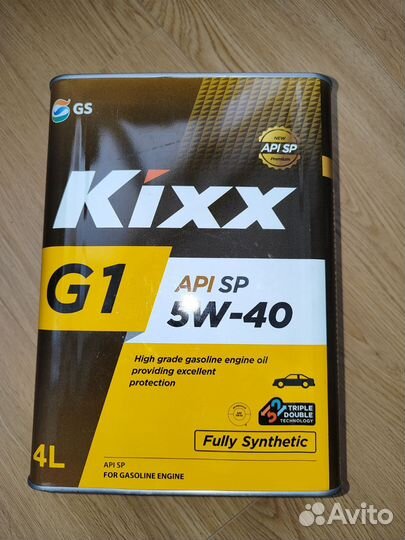 GS
NEW
API SP
Premium
Kixx
G1
API SP
5W-40
High grade gasoline engine oil
providing excellent
protection
32 TRIPLE
DOUBLE
TECHNOLOGY
Fully Synthetic
4L
API SP
FOR GASOLINE ENGINE
Avito